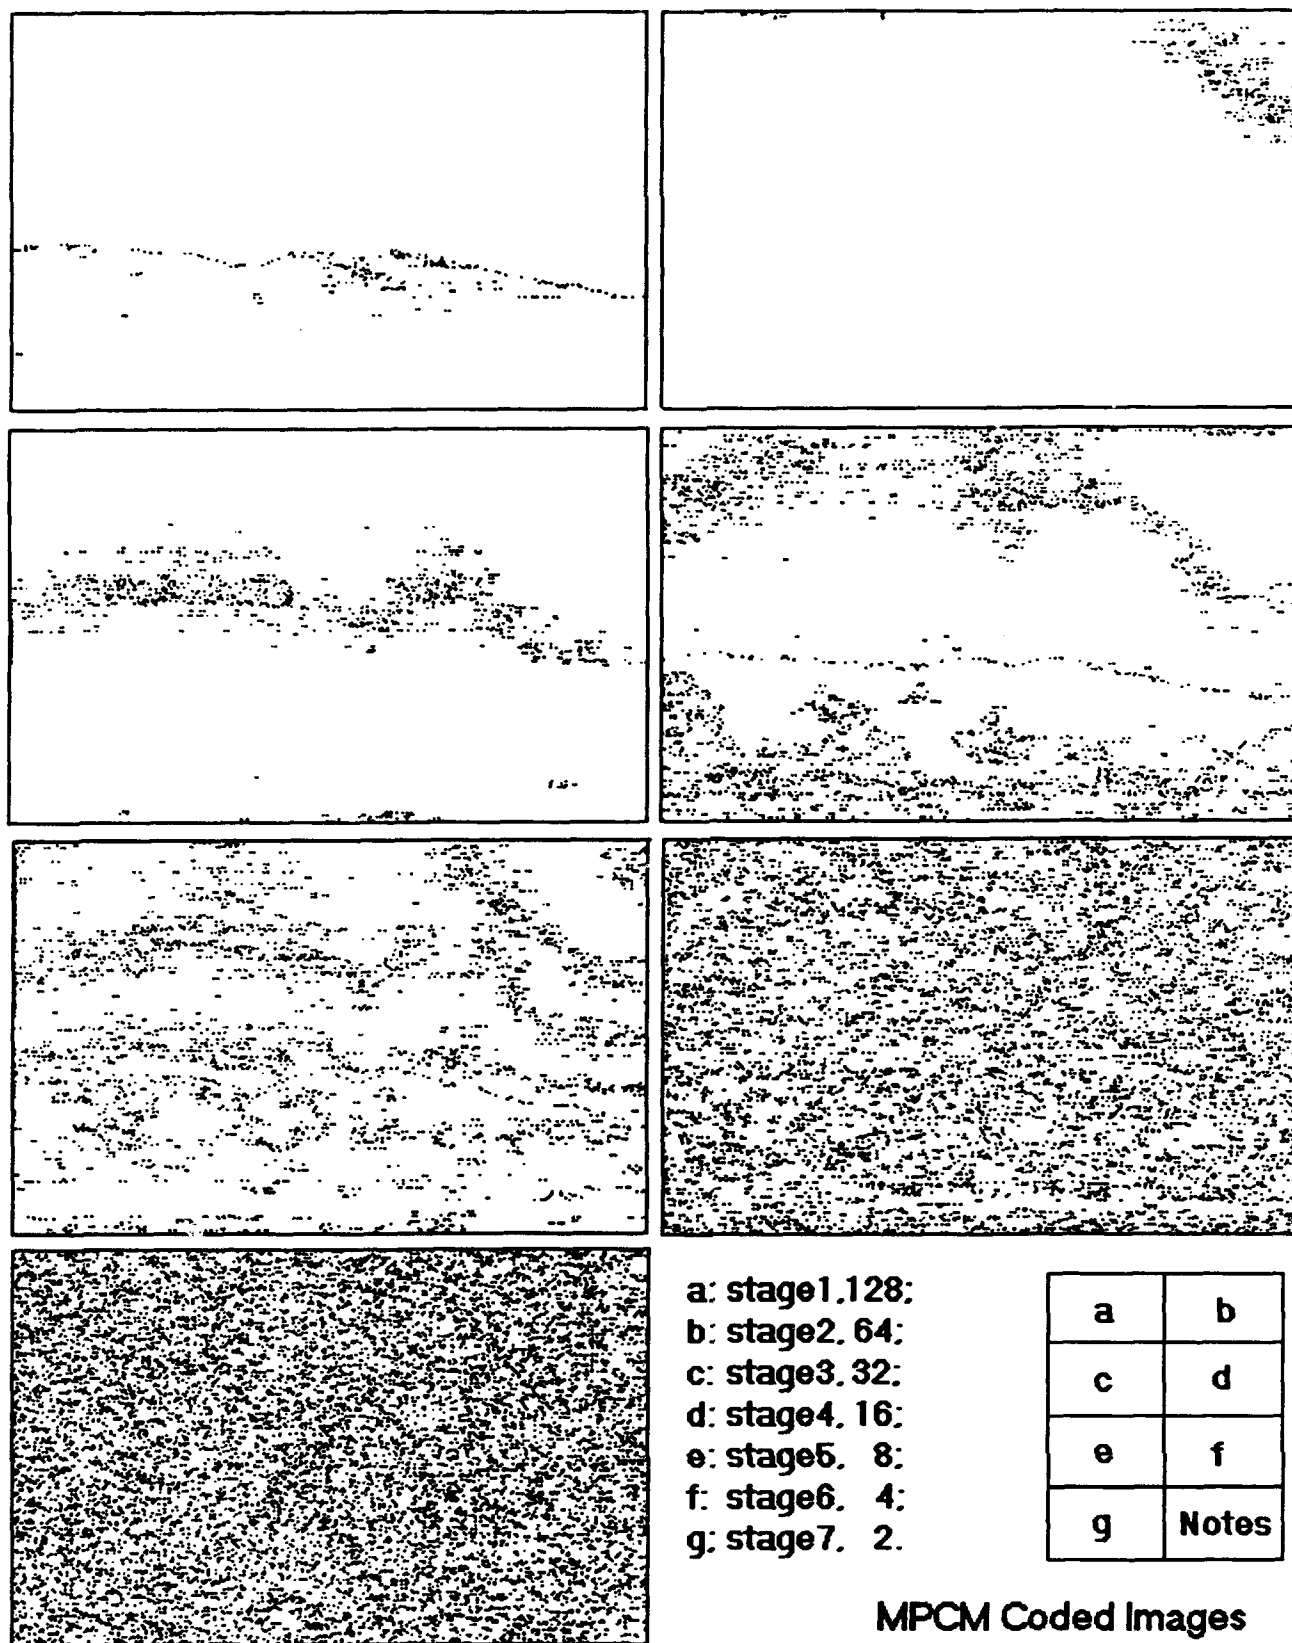 a: stage1, 128;
b: stage2, 64;
c: stage3, 32;
d: stage4, 16;
e: stage5, 8;
f: stage6, 4;
g: stage7, 2.
a b
c d
e f
g Notes
MPCM Coded Images